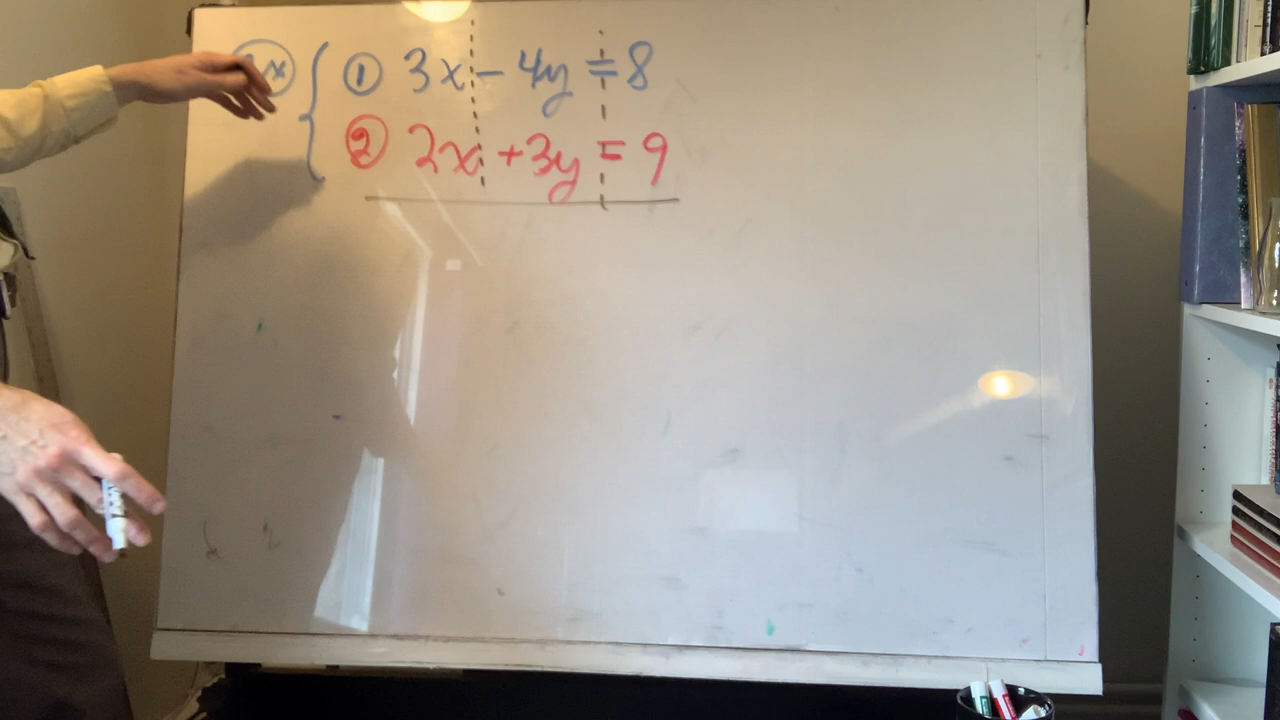 ① 3x - 4y = 8
② 2x + 3y = 9